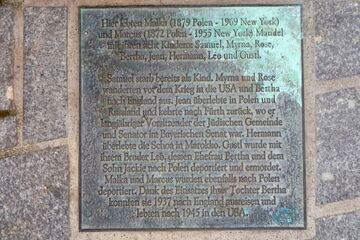 Hier lebten Malka (1879 Polen - 1969 New York)
und Marcus (1872 Polen - 1955 New York) Mandel
mit ihren acht Kindern Samuel, Myrna, Rose,
Bertha, Jean, Hermann, Leo und Gustl.
Samuel starb bereits als Kind. Myrna und Rose
wanderten vor dem Krieg in die USA und Bertha
nach England aus. Jean überlebte in Polen und
Russland und kehrte nach Fürth zurück, wo er
langjähriger Vorsitzender der Jüdischen Gemeinde
und Senator im Bayerischen Senat war. Hermann
überlebte die Schoa in Marokko. Gustl wurde mit
ihrem Bruder Leo, dessen Ehefrau Bertha und dem
Sohn Jackie nach Polen deportiert und ermordet.
Malka und Marcus wurden ebenfalls nach Polen
deportiert. Dank des Einsatzes ihrer Tochter Bertha
konnten sie 1937 nach England ausreisen und
lebten nach 1945 in den USA.